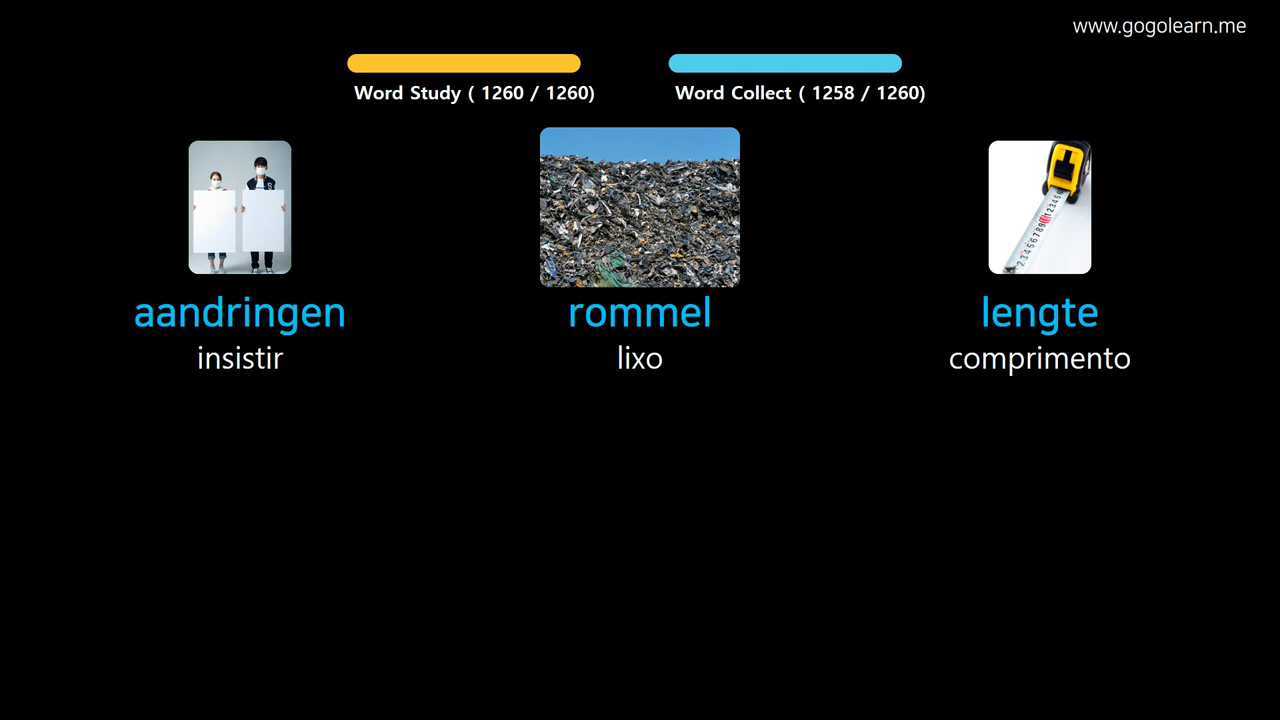 www.gogolearn.me
Word Study ( 1260 / 1260)
Word Collect ( 1258 / 1260)
aandringen
rommel
lengte
insistir
lixo
comprimento